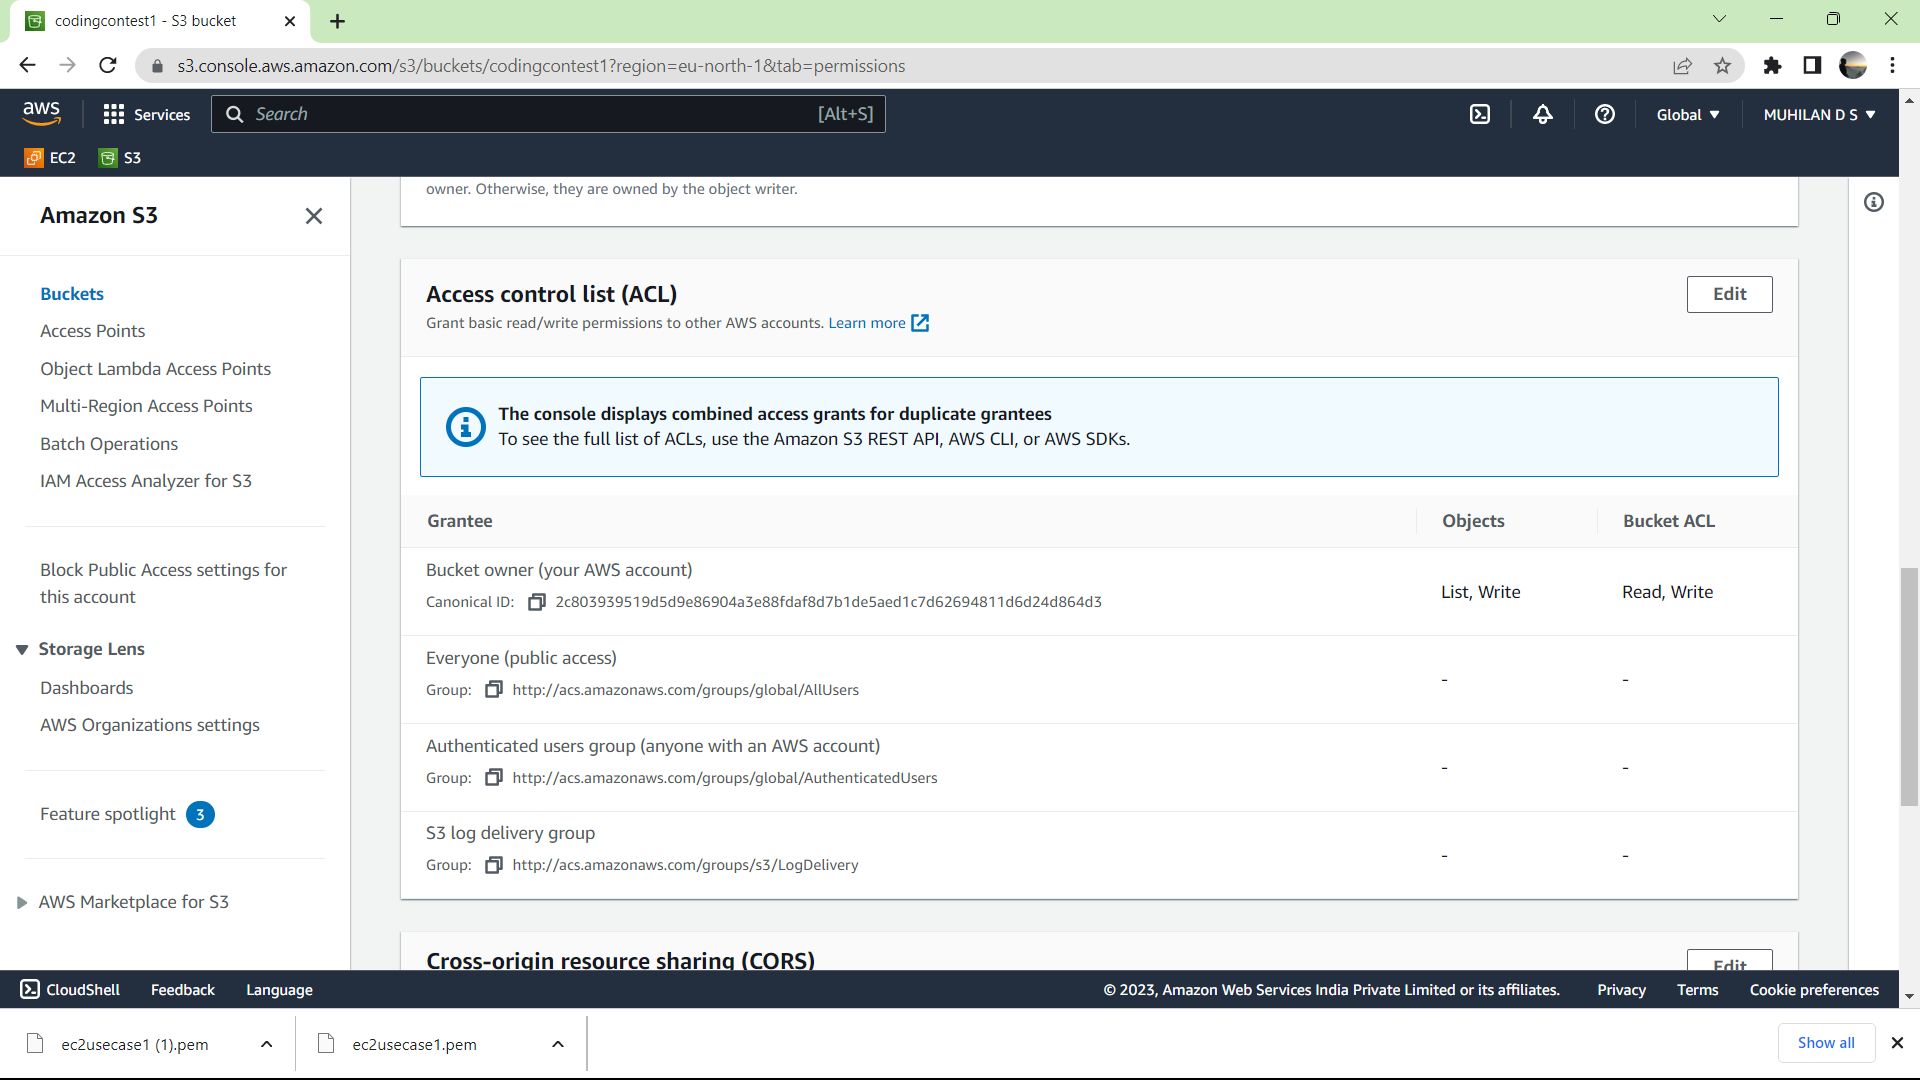 codingcontest1 - S3 bucket
s3.console.aws.amazon.com/s3/buckets/codingcontest1?region=eu-north-1&tab=permissions
aws
Services
Search
[Alt+S]
Global
MUHILAN D S
EC2
S3
Amazon S3
Buckets
Access Points
Object Lambda Access Points
Multi-Region Access Points
Batch Operations
IAM Access Analyzer for S3
Block Public Access settings for
this account
Storage Lens
Dashboards
AWS Organizations settings
Feature spotlight 3
AWS Marketplace for S3
owner. Otherwise, they are owned by the object writer.
Access control list (ACL)
Edit
Grant basic read/write permissions to other AWS accounts. Learn more
The console displays combined access grants for duplicate grantees
To see the full list of ACLs, use the Amazon S3 REST API, AWS CLI, or AWS SDKs.
Grantee Objects Bucket ACL
Bucket owner (your AWS account)
Canonical ID: 2c803939519d5d9e86904a3e88fdaf8d7b1de5aed1c7d62694811d6d24d864d3
List, Write Read, Write
Everyone (public access)
Group: http://acs.amazonaws.com/groups/global/AllUsers
- -
Authenticated users group (anyone with an AWS account)
Group: http://acs.amazonaws.com/groups/global/AuthenticatedUsers
- -
S3 log delivery group
Group: http://acs.amazonaws.com/groups/s3/LogDelivery
- -
Cross-origin resource sharing (CORS)
Edit
CloudShell Feedback Language
© 2023, Amazon Web Services India Private Limited or its affiliates. Privacy Terms Cookie preferences
ec2usecase1 (1).pem
ec2usecase1.pem
Show all